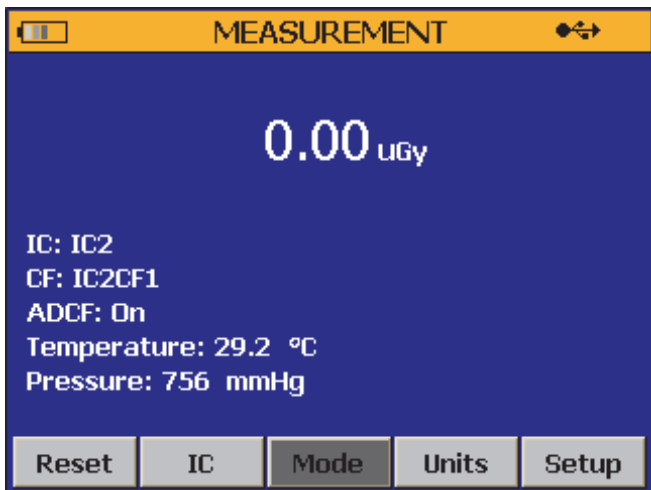 MEASUREMENT
0.00 uGy
IC: IC2
CF: IC2CF1
ADCF: On
Temperature: 29.2 °C
Pressure: 756 mmHg
Reset IC Mode Units Setup